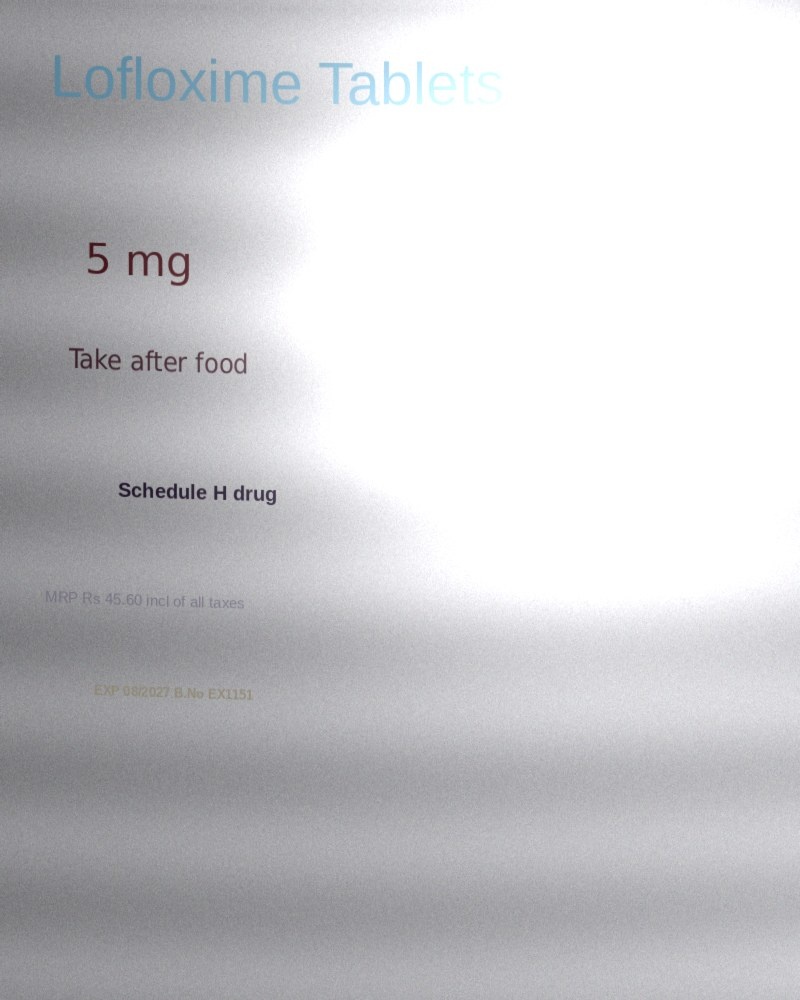 Lofloxime Tablets
5 mg
Take after food
Schedule H drug
MRP Rs 45.60 incl of all taxes
EXP 08/2027 B.No EX1151